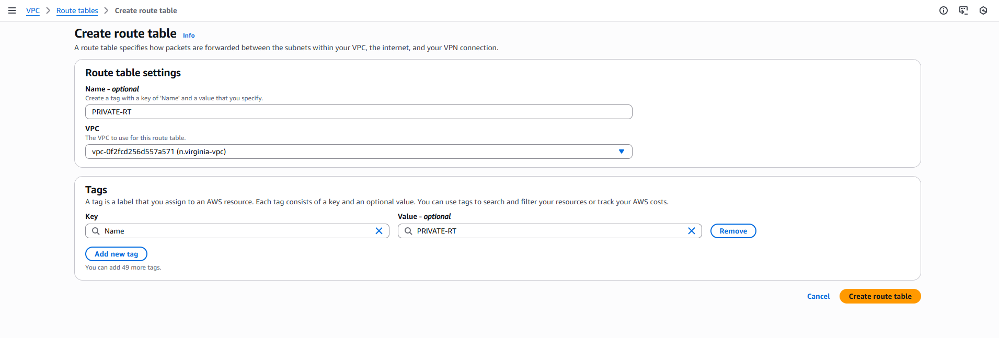 VPC > Route tables > Create route table
Create route table Info
A route table specifies how packets are forwarded between the subnets within your VPC, the internet, and your VPN connection.
Route table settings
Name - optional
Create a tag with a key of 'Name' and a value that you specify.
PRIVATE-RT
VPC
The VPC to use for this route table.
vpc-0f2fcd256d557a571 (n.virginia-vpc)
Tags
A tag is a label that you assign to an AWS resource. Each tag consists of a key and an optional value. You can use tags to search and filter your resources or track your AWS costs.
Key Value - optional
Name PRIVATE-RT Remove
Add new tag
You can add 49 more tags.
Cancel Create route table